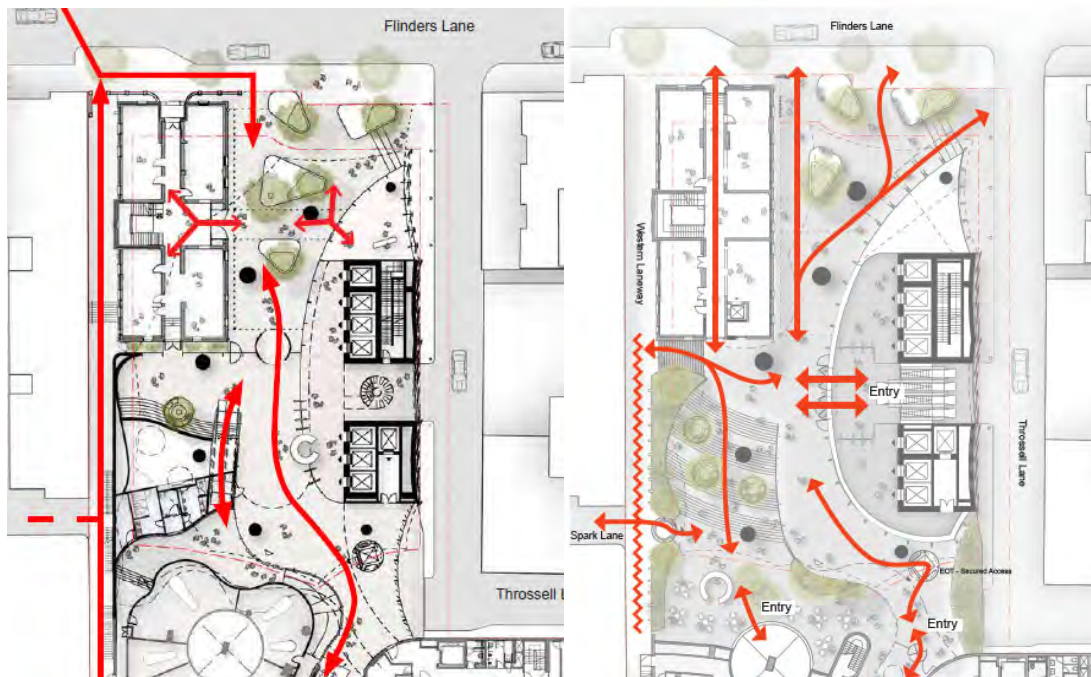 Flinders Lane
Throssell L
Flinders Lane
Western Laneway
Entry
Throssell Lane
Spark Lane
EOT - Secured Access
Entry
Entry